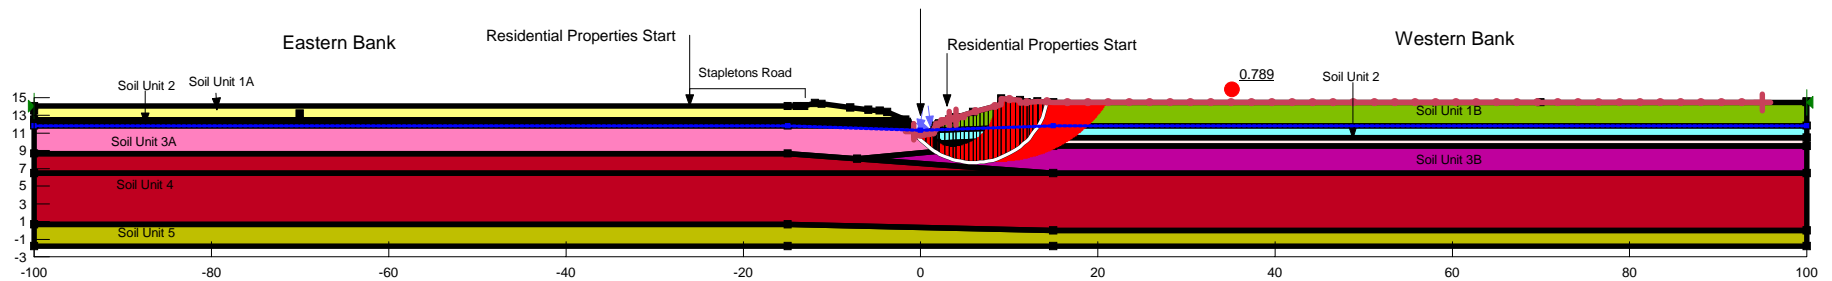 Eastern Bank
Residential Properties Start
Residential Properties Start
Western Bank
Stapletons Road
0.789
Soil Unit 2
Soil Unit 1A
Soil Unit 2
Soil Unit 1B
Soil Unit 3A
Soil Unit 3B
Soil Unit 4
Soil Unit 5
15
13
11
9
7
5
3
1
-1
-3
-100
-80
-60
-40
-20
0
20
40
60
80
100